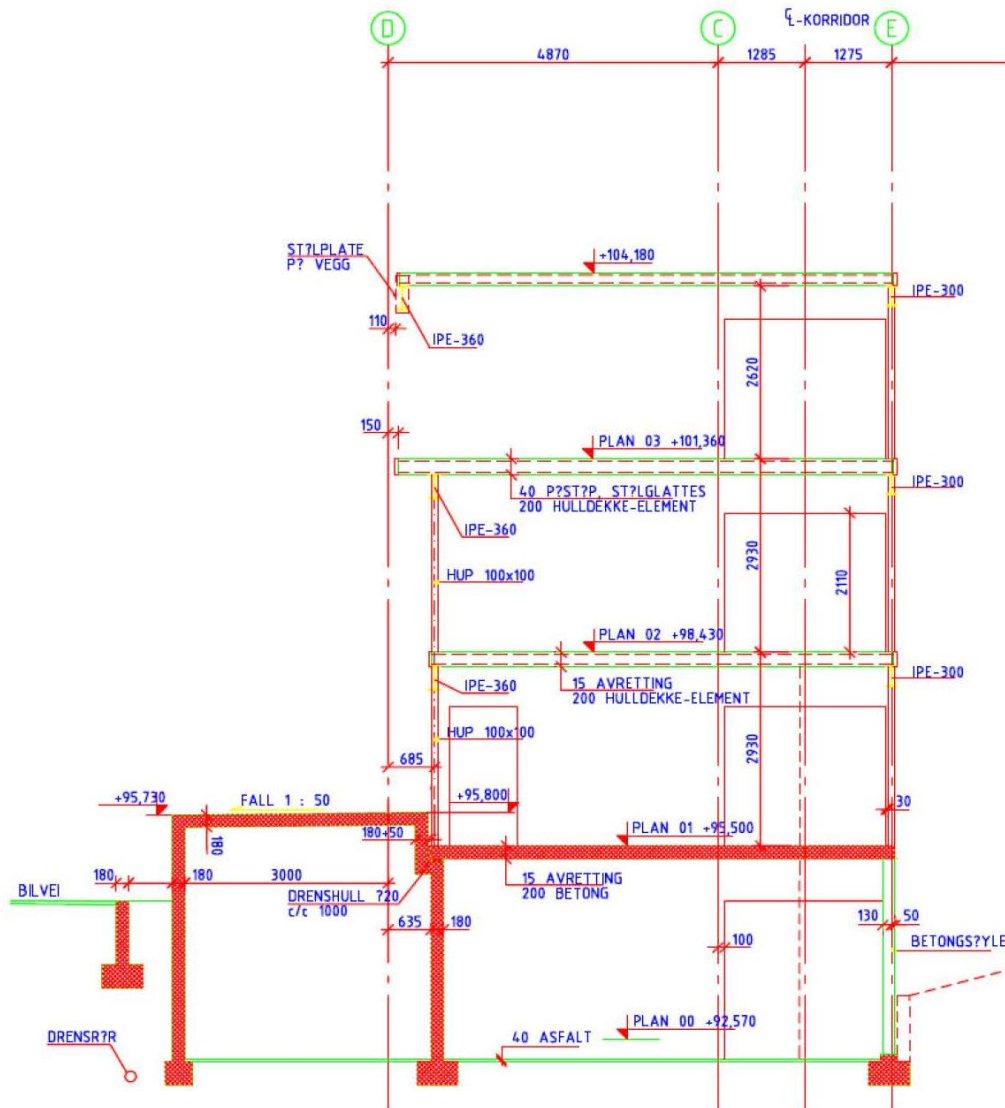 D
C
E
℄-KORRIDOR
4870
1285
1275
ST?LPLATE
P? VEGG
+104,180
IPE-300
110
IPE-360
2620
150
PLAN 03 +101,360
IPE-300
40 P?ST?P, ST?LGLATTES
200 HULLDEKKE-ELEMENT
IPE-360
HUP 100x100
2930
2110
PLAN 02 +98,430
IPE-360
15 AVRETTING
200 HULLDEKKE-ELEMENT
IPE-300
HUP 100x100
2930
685
+95,730
FALL 1 : 50
+95,800
30
180
180+50
PLAN 01 +95,500
180
180
3000
15 AVRETTING
200 BETONG
BILVEI
DRENSHULL ?20
c/c 1000
635
180
100
130
50
BETONGS?YLE
PLAN 00 +92,570
40 ASFALT
DRENSR?R